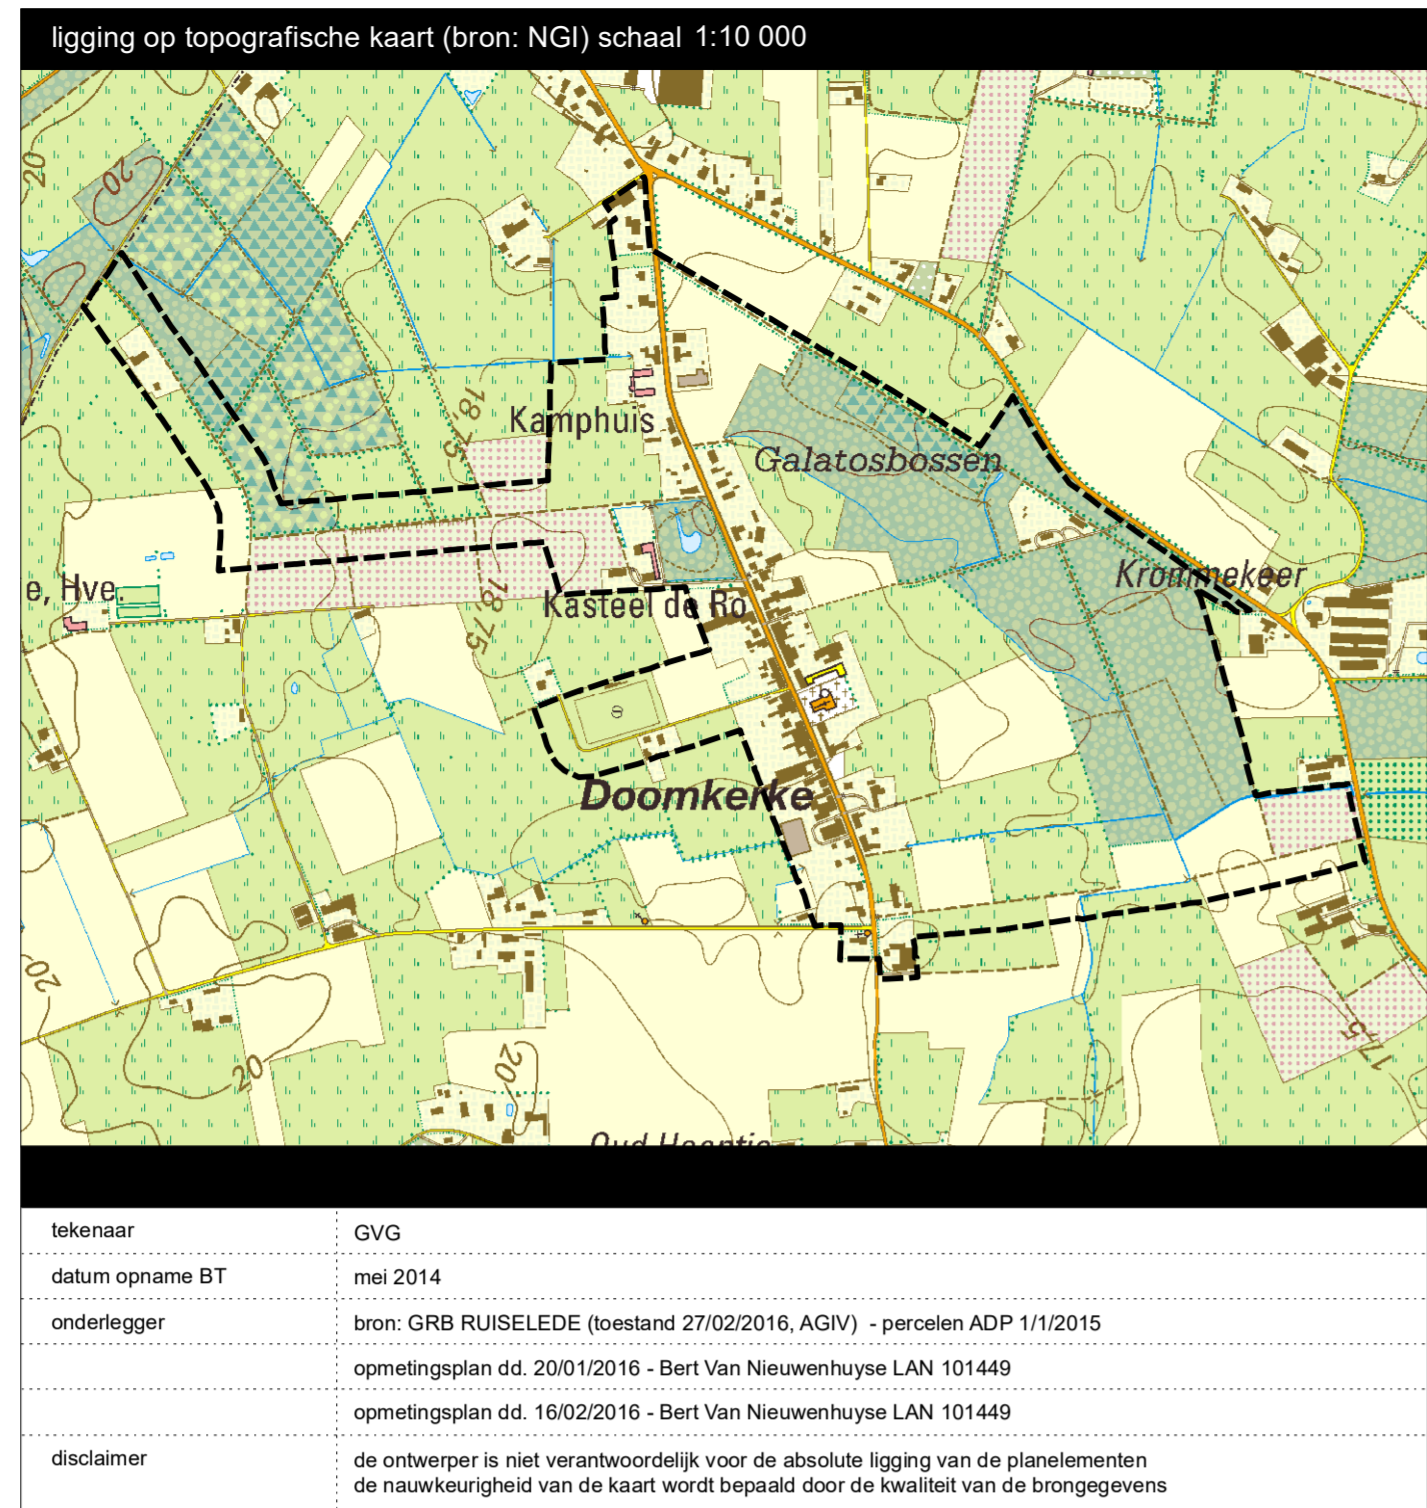 ligging op topografische kaart (bron: NGI) schaal 1:10 000
20
20
18,75
Kamphuis
Galatosbossen
Krommekeer
e, Hve
18,75
Kasteel de Ro
Doomkerke
20
20
20
17,5
tekenaar GVG
datum opname BT mei 2014
onderlegger bron: GRB RUISELEDE (toestand 27/02/2016, AGIV) - percelen ADP 1/1/2015
opmetingsplan dd. 20/01/2016 - Bert Van Nieuwenhuyse LAN 101449
opmetingsplan dd. 16/02/2016 - Bert Van Nieuwenhuyse LAN 101449
disclaimer de ontwerper is niet verantwoordelijk voor de absolute ligging van de planelementen
de nauwkeurigheid van de kaart wordt bepaald door de kwaliteit van de brongegevens